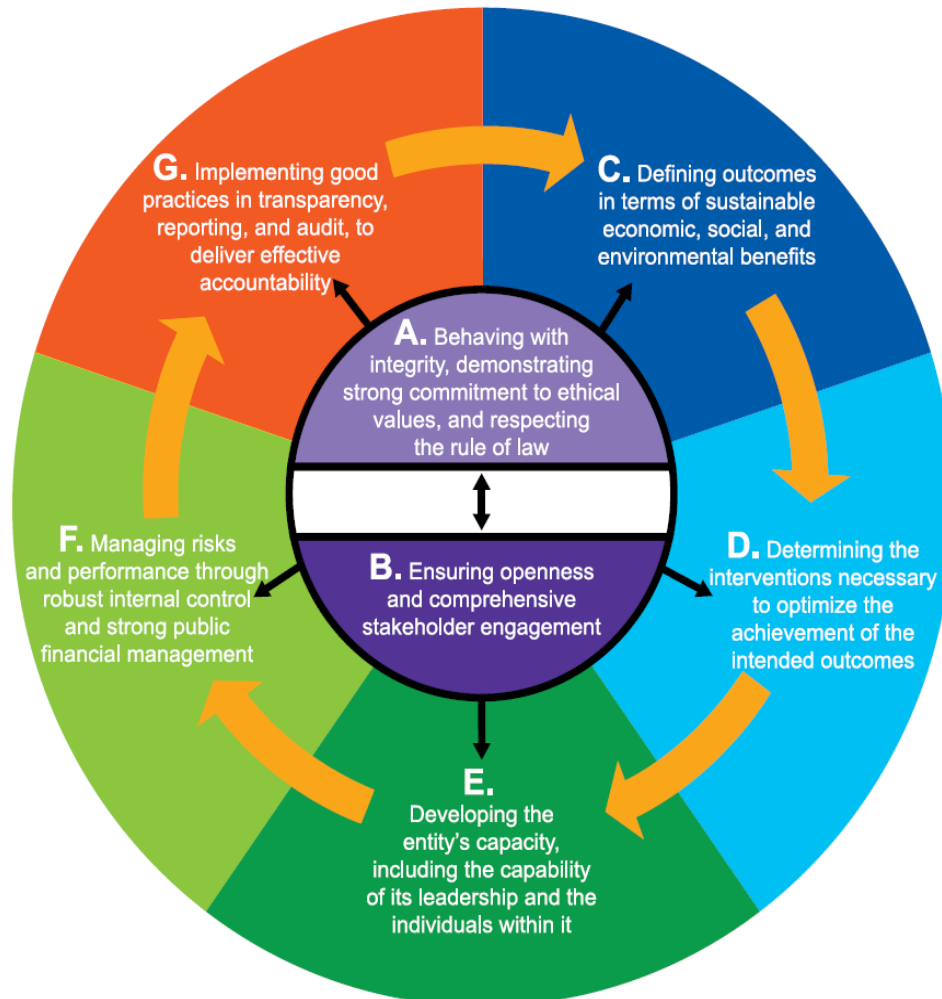 A. Behaving with
integrity, demonstrating
strong commitment to ethical
values, and respecting
the rule of law
B. Ensuring openness
and comprehensive
stakeholder engagement
C. Defining outcomes
in terms of sustainable
economic, social, and
environmental benefits
D. Determining the
interventions necessary
to optimize the
achievement of the
intended outcomes
E.
Developing the
entity’s capacity,
including the capability
of its leadership and the
individuals within it
F. Managing risks
and performance through
robust internal control
and strong public
financial management
G. Implementing good
practices in transparency,
reporting, and audit, to
deliver effective
accountability